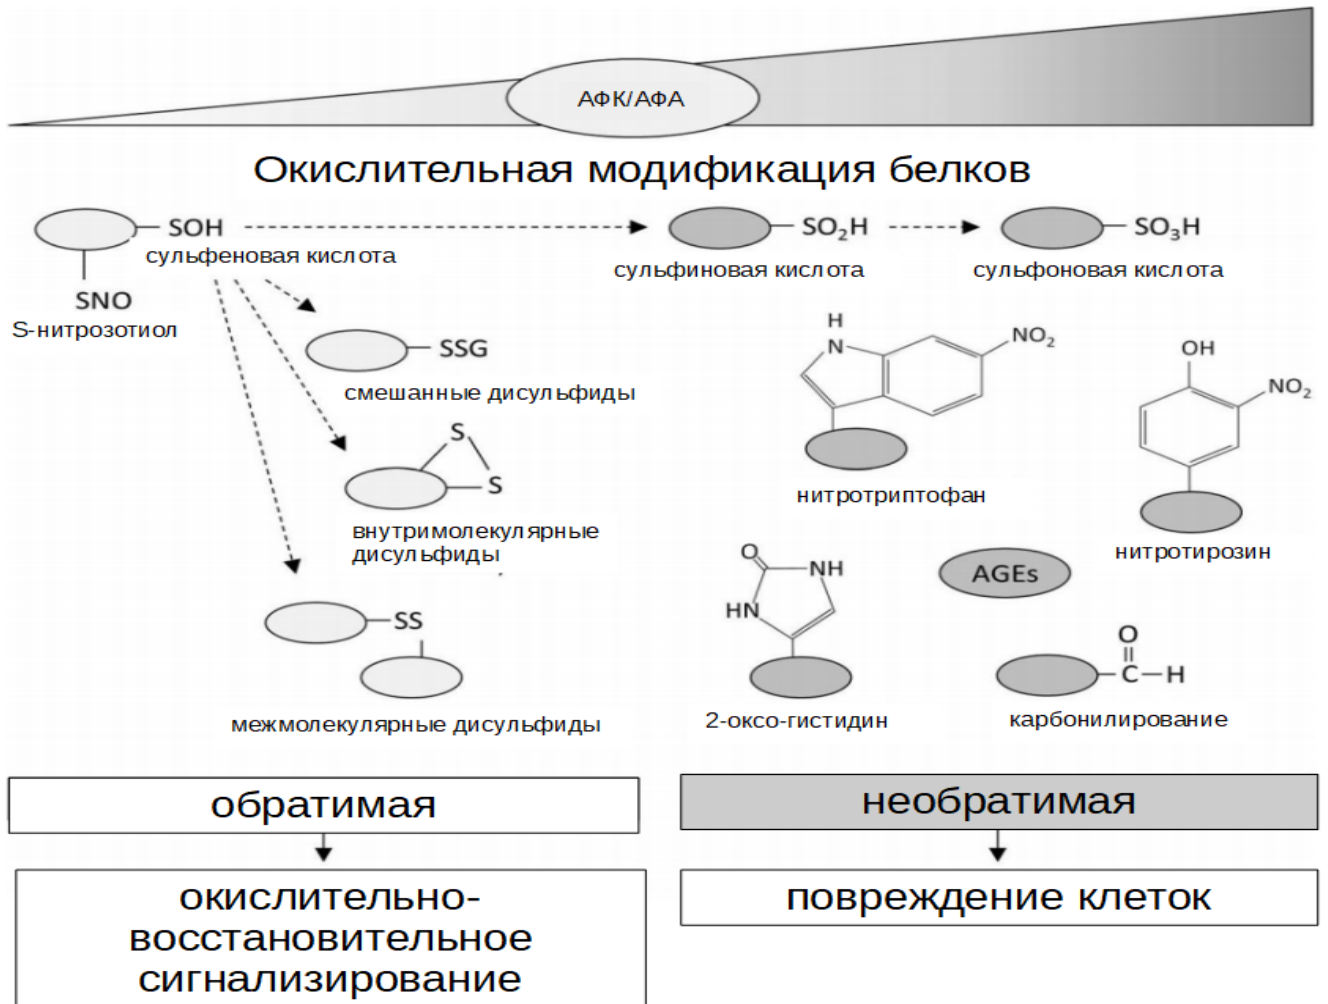 АФК/АФА
Окислительная модификация белков
SOH
сульфеновая кислота
SNO
S-нитрозотиол
SO₂H
сульфиновая кислота
SO₃H
сульфоновая кислота
SSG
смешанные дисульфиды
S
S
внутримолекулярные
дисульфиды
SS
межмолекулярные дисульфиды
H
N
NO₂
нитротриптофан
OH
NO₂
нитротирозин
O
NH
HN
2-оксо-гистидин
AGEs
O
C
H
карбонилирование
обратимая
необратимая
окислительно-
восстановительное
сигнализирование
повреждение клеток